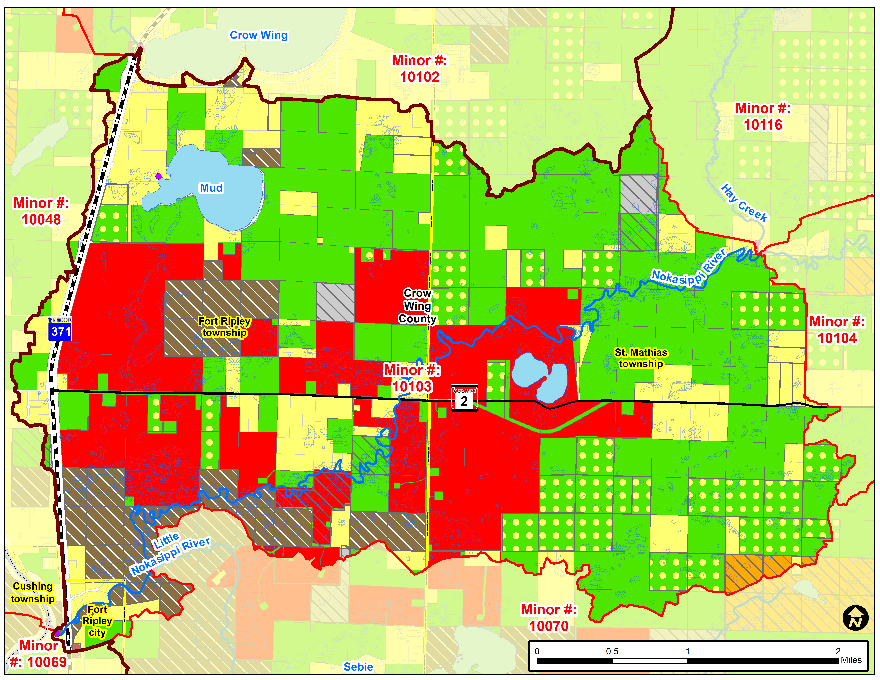 Crow Wing
Minor #:
10102
Minor #:
10116
Mud
Minor #:
10048
Hay Creek
Nokasippi River
Crow
Wing
County
371
Fort Ripley
township
Minor #:
10104
St. Mathias
township
Minor #:
10103
2
Little
Nokasippi River
Cushing
township
Fort
Ripley
city
Minor
#: 10069
Minor #:
10070
Sebie
N
0 0.5 1 2
Miles